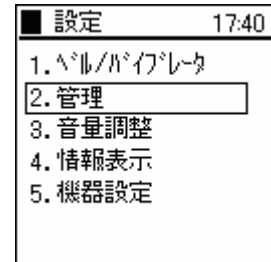 ■ 設定 17:40
1.ﾍﾞﾙ/ﾊﾞｲﾌﾞﾚｰﾀ
2.管理
3.音量調整
4.情報表示
5.機器設定